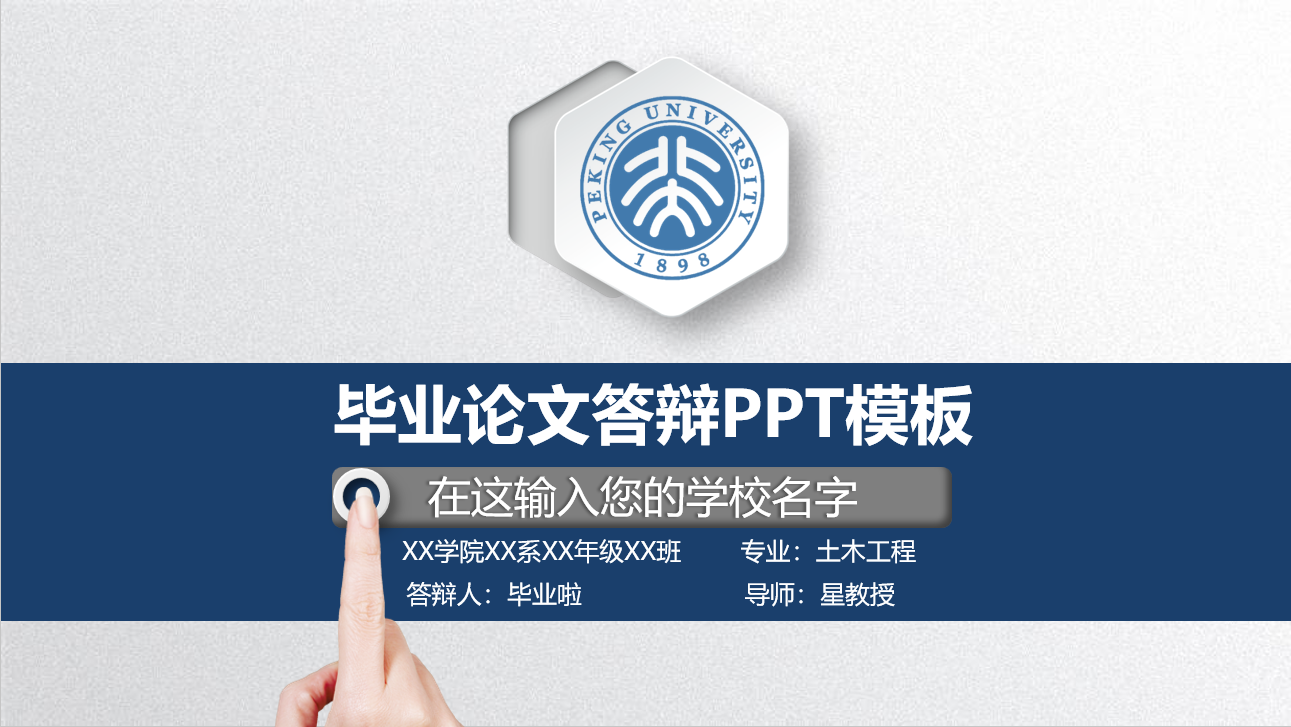 PEKING UNIVERSITY
1898
毕业论文答辩PPT模板
在这输入您的学校名字
XX学院XX系XX年级XX班 专业：土木工程
答辩人：毕业啦 导师：星教授